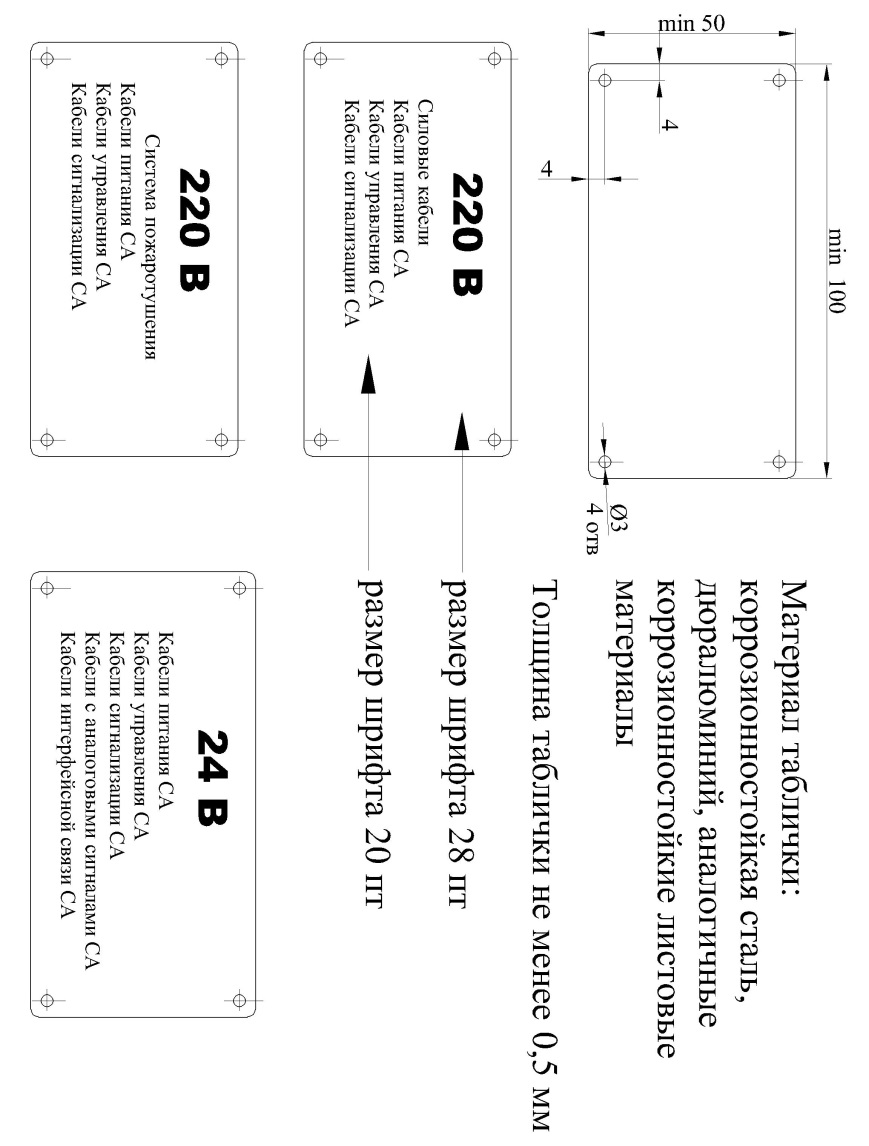 min 50
4
4
min 100
Ø3
4 отв
Материал таблички:
коррозионностойкая сталь,
дюралюминий, аналогичные
коррозионностойкие листовые
материалы
Толщина таблички не менее 0,5 мм
220 В
Силовые кабели
Кабели питания СА
Кабели управления СА
Кабели сигнализации СА
размер шрифта 28 пт
размер шрифта 20 пт
220 В
Система пожаротушения
Кабели питания СА
Кабели управления СА
Кабели сигнализации СА
24 В
Кабели питания СА
Кабели управления СА
Кабели сигнализации СА
Кабели с аналоговыми сигналами СА
Кабели интерфейсной связи СА